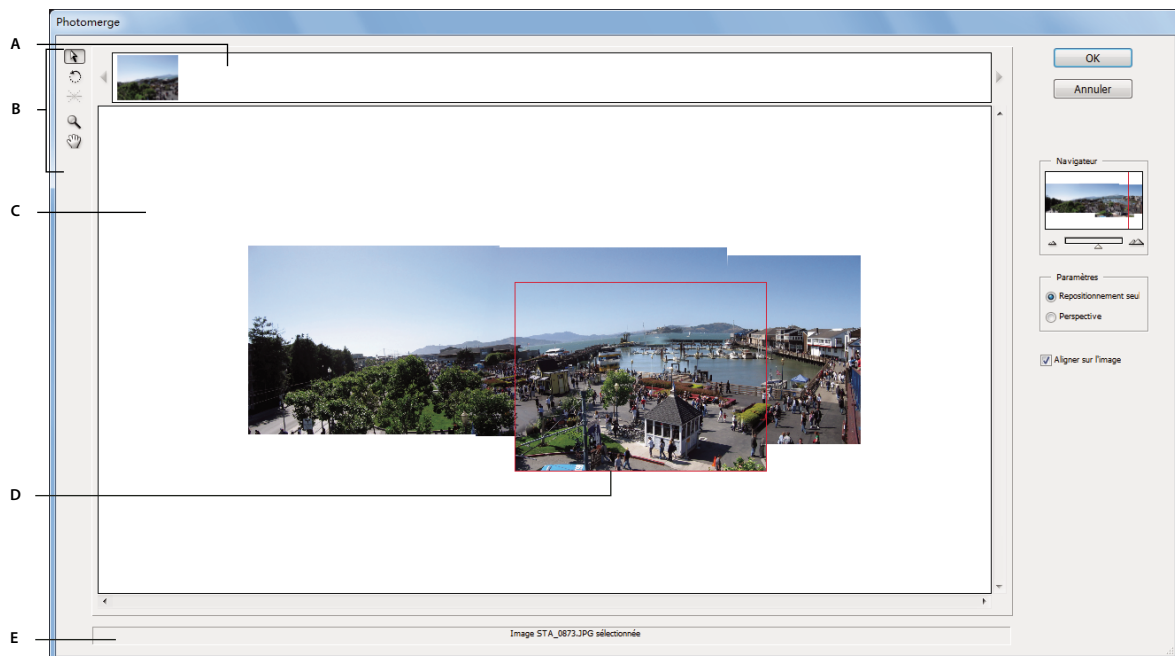 Photomerge
A
B
C
D
E
OK
Annuler
Navigateur
Paramètres
Repositionnement seul
Perspective
Aligner sur l'image
Image STA_0873.JPG sélectionnée